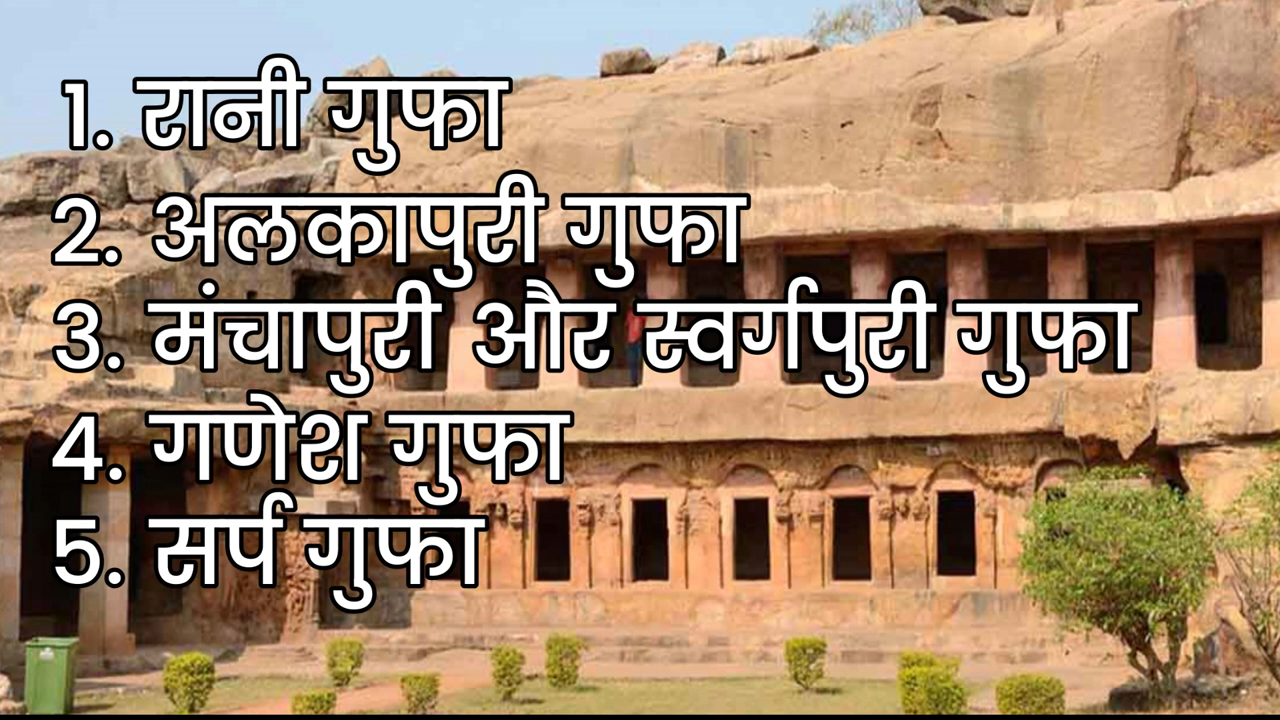 1. रानी गुफा
2. अलकापुरी गुफा
3. मंचापुरी और स्वर्गपुरी गुफा
4. गणेश गुफा
5. सर्प गुफा